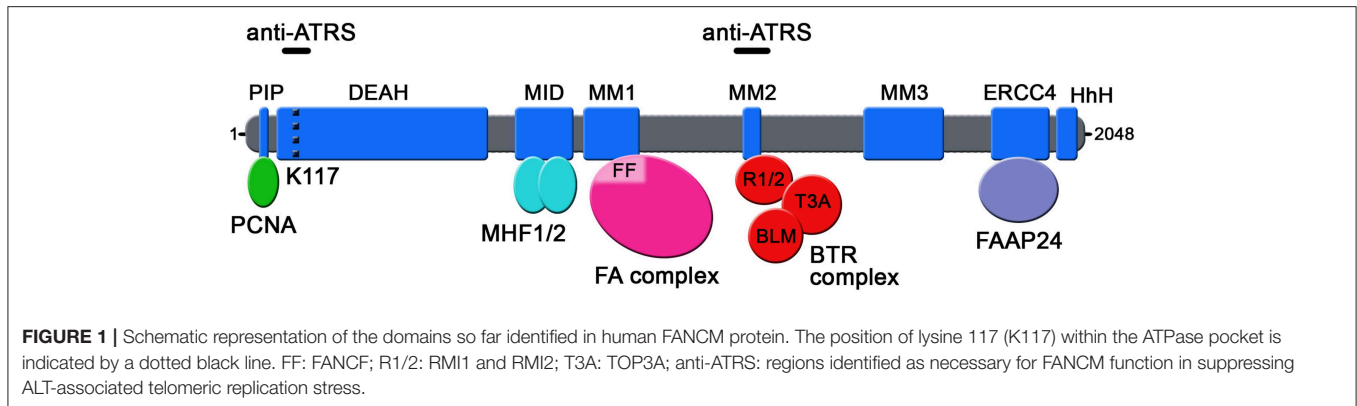 anti-ATRS anti-ATRS
PIP DEAH MID MM1 MM2 MM3 ERCC4 HhH
1 2048
K117 FF R1/2 T3A
PCNA MHF1/2 BLM BTR FAAP24
FA complex complex
FIGURE 1 | Schematic representation of the domains so far identified in human FANCM protein. The position of lysine 117 (K117) within the ATPase pocket is
indicated by a dotted black line. FF: FANCF; R1/2: RMI1 and RMI2; T3A: TOP3A; anti-ATRS: regions identified as necessary for FANCM function in suppressing
ALT-associated telomeric replication stress.